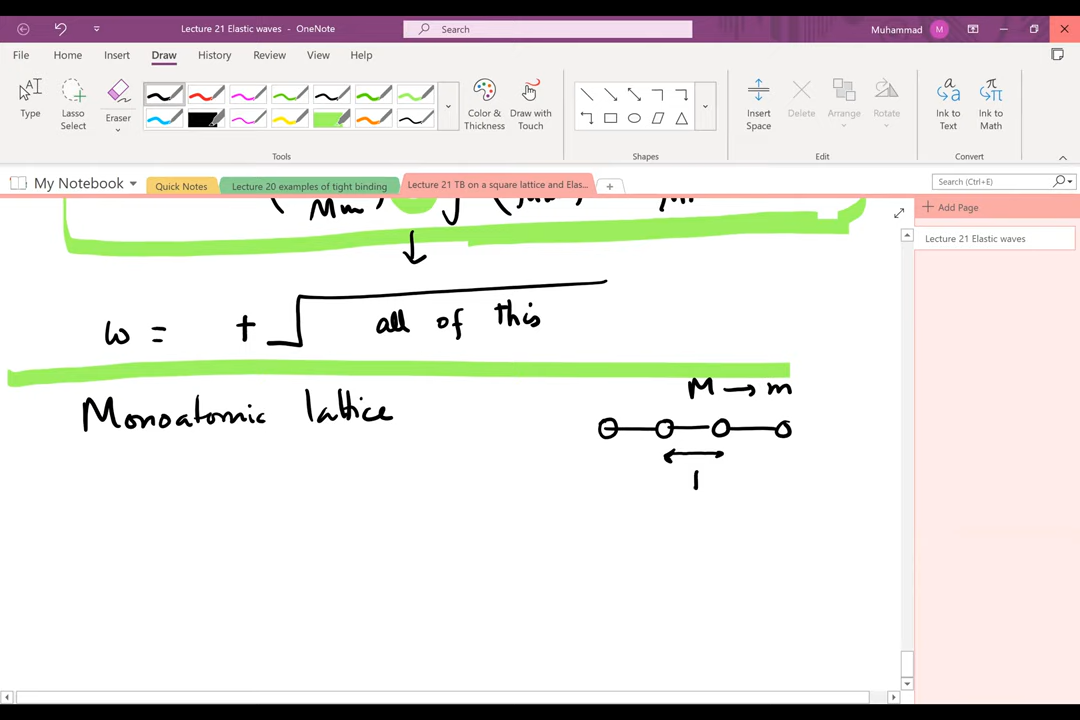 Lecture 21 Elastic waves - OneNote
Search
Muhammad M
File Home Insert Draw History Review View Help
Type
Lasso Select
Eraser
Color & Thickness
Draw with Touch
Insert Space
Delete
Arrange
Rotate
Ink to Text
Ink to Math
Tools
Shapes
Edit
Convert
My Notebook
Quick Notes
Lecture 20 examples of tight binding
Lecture 21 TB on a square lattice and Elas...
Search (Ctrl+E)
Add Page
Lecture 21 Elastic waves
Mm
↓
ω = + √ all of this
M → m
Monoatomic lattice